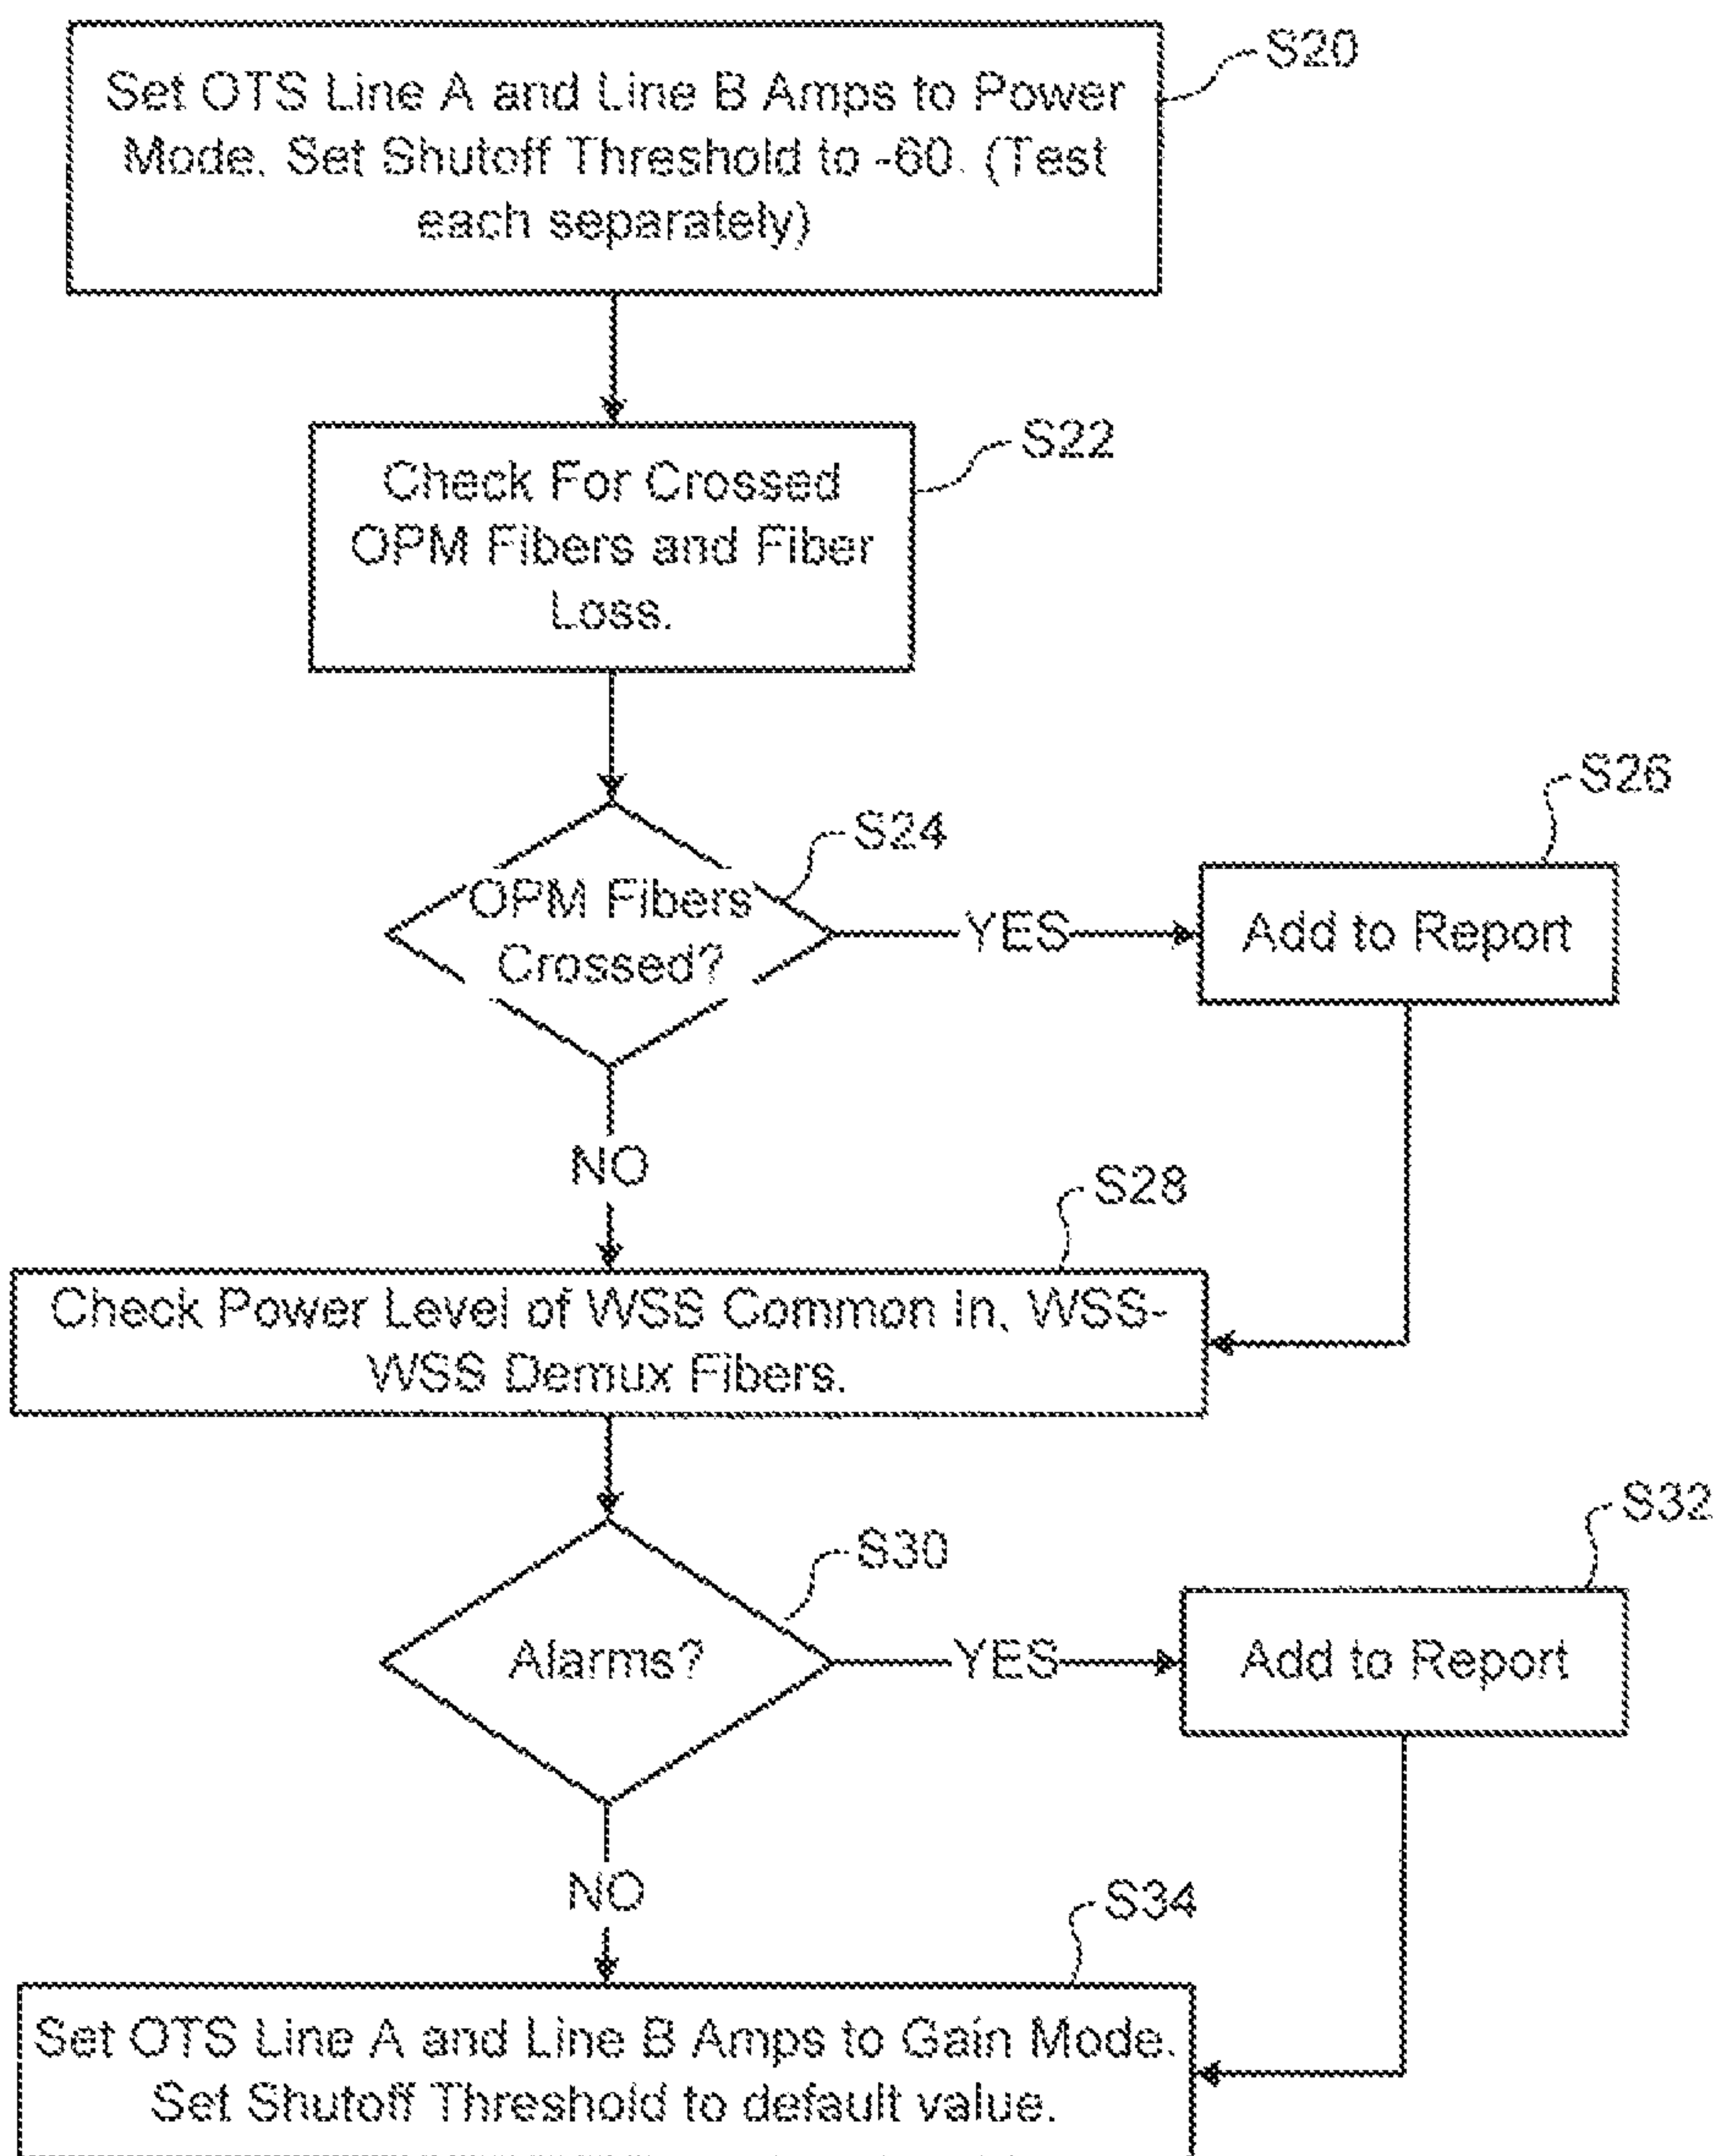 S20
Set OTS Line A and Line B Amps to Power
Mode. Set Shutoff Threshold to -60. (Test
each separately)
S22
Check For Crossed
OPM Fibers and Fiber
Loss.
S24
OPM Fibers
Crossed?
YES
S26
Add to Report
NO
S28
Check Power Level of WSS Common In, WSS-
WSS Demux Fibers.
S30
Alarms?
YES
S32
Add to Report
NO
S34
Set OTS Line A and Line B Amps to Gain Mode.
Set Shutoff Threshold to default value.